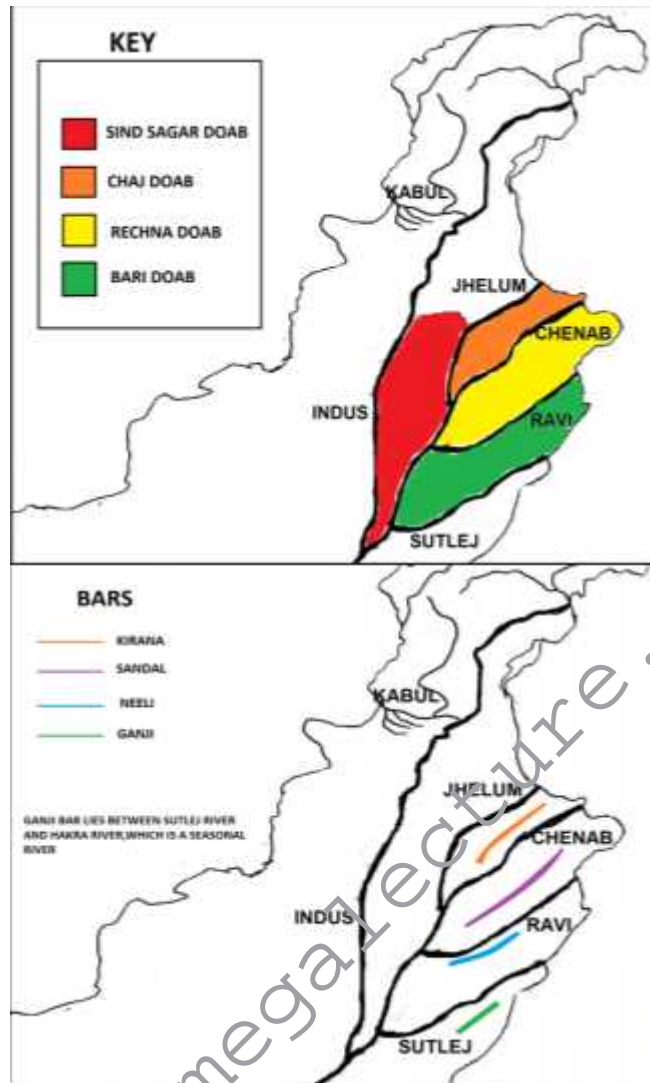 KEY
SIND SAGAR DOAB
CHAJ DOAB
RECHNA DOAB
BARI DOAB
KABUL
JHELUM
CHENAB
INDUS
RAVI
SUTLEJ
BARS
KIRANA
SANDAL
NEELI
GANJI
GANJI BAR LIES BETWEEN SUTLEJ RIVER
AND HAKRA RIVER,WHICH IS A SEASONAL
RIVER
KABUL
JHELUM
CHENAB
INDUS
RAVI
SUTLEJ
megalecture.